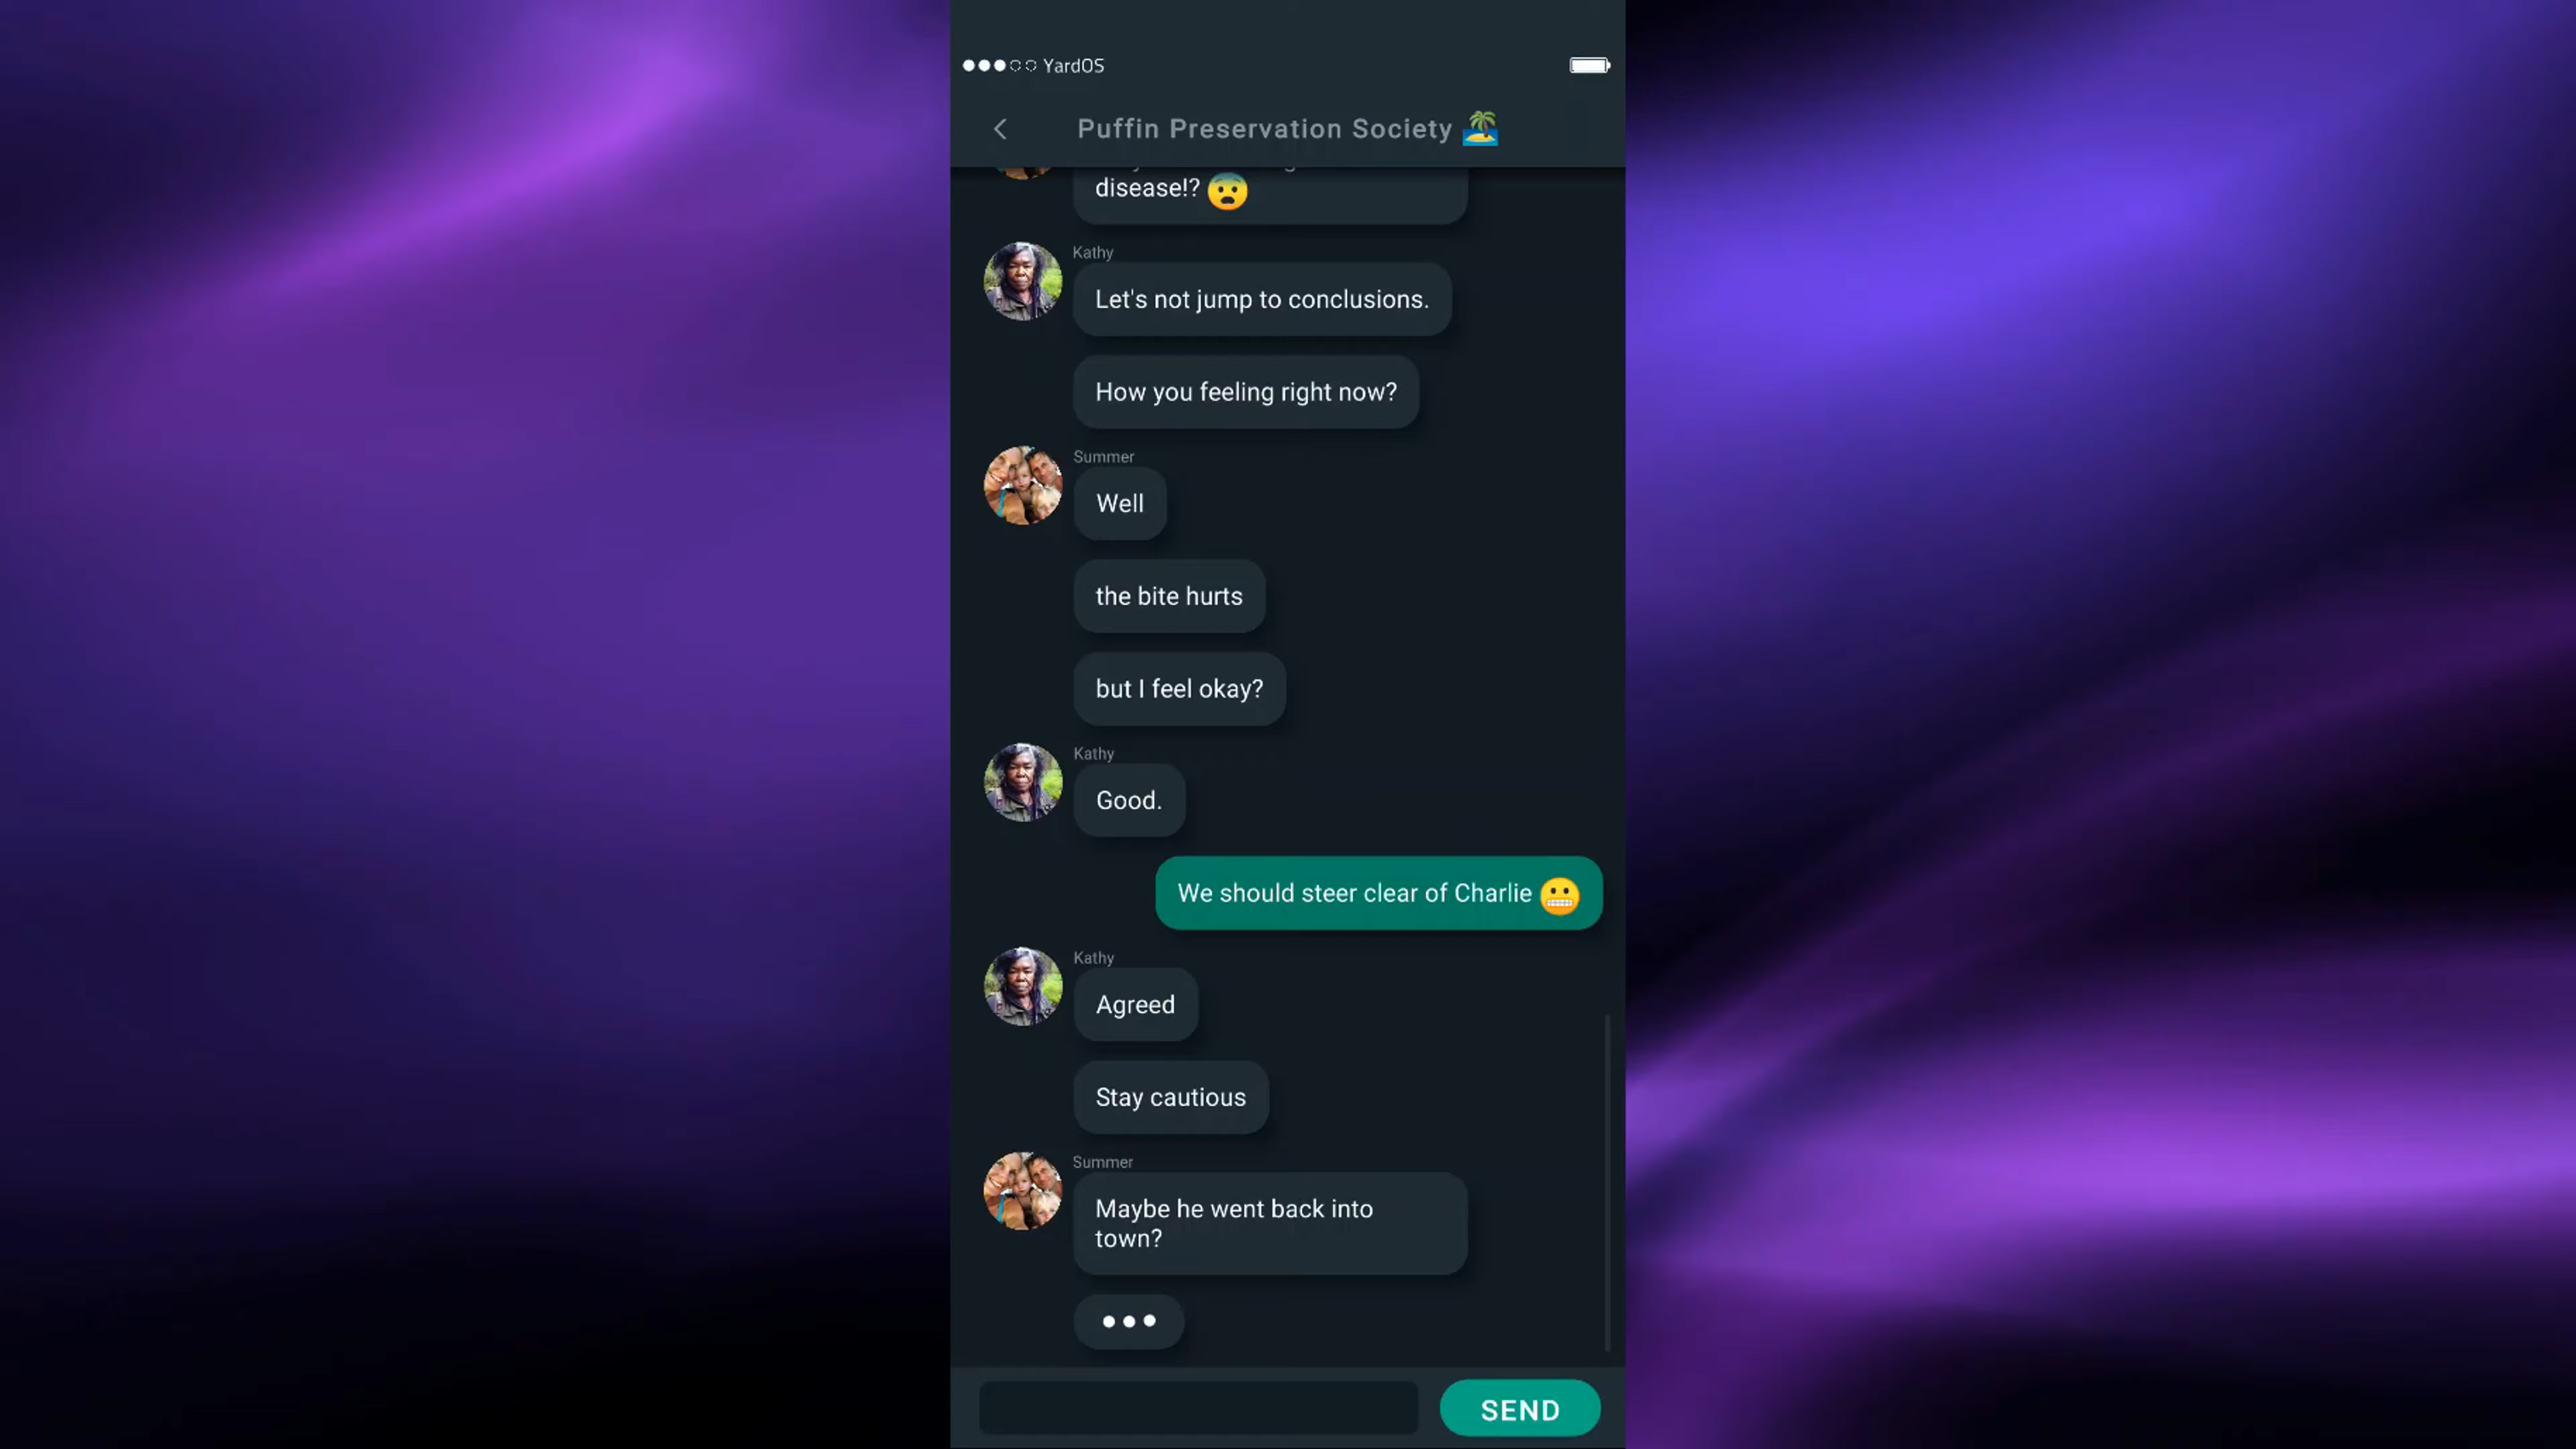 YardOS
Puffin Preservation Society
disease!?
Kathy
Let's not jump to conclusions.
How you feeling right now?
Summer
Well
the bite hurts
but I feel okay?
Kathy
Good.
We should steer clear of Charlie
Kathy
Agreed
Stay cautious
Summer
Maybe he went back into
town?
SEND